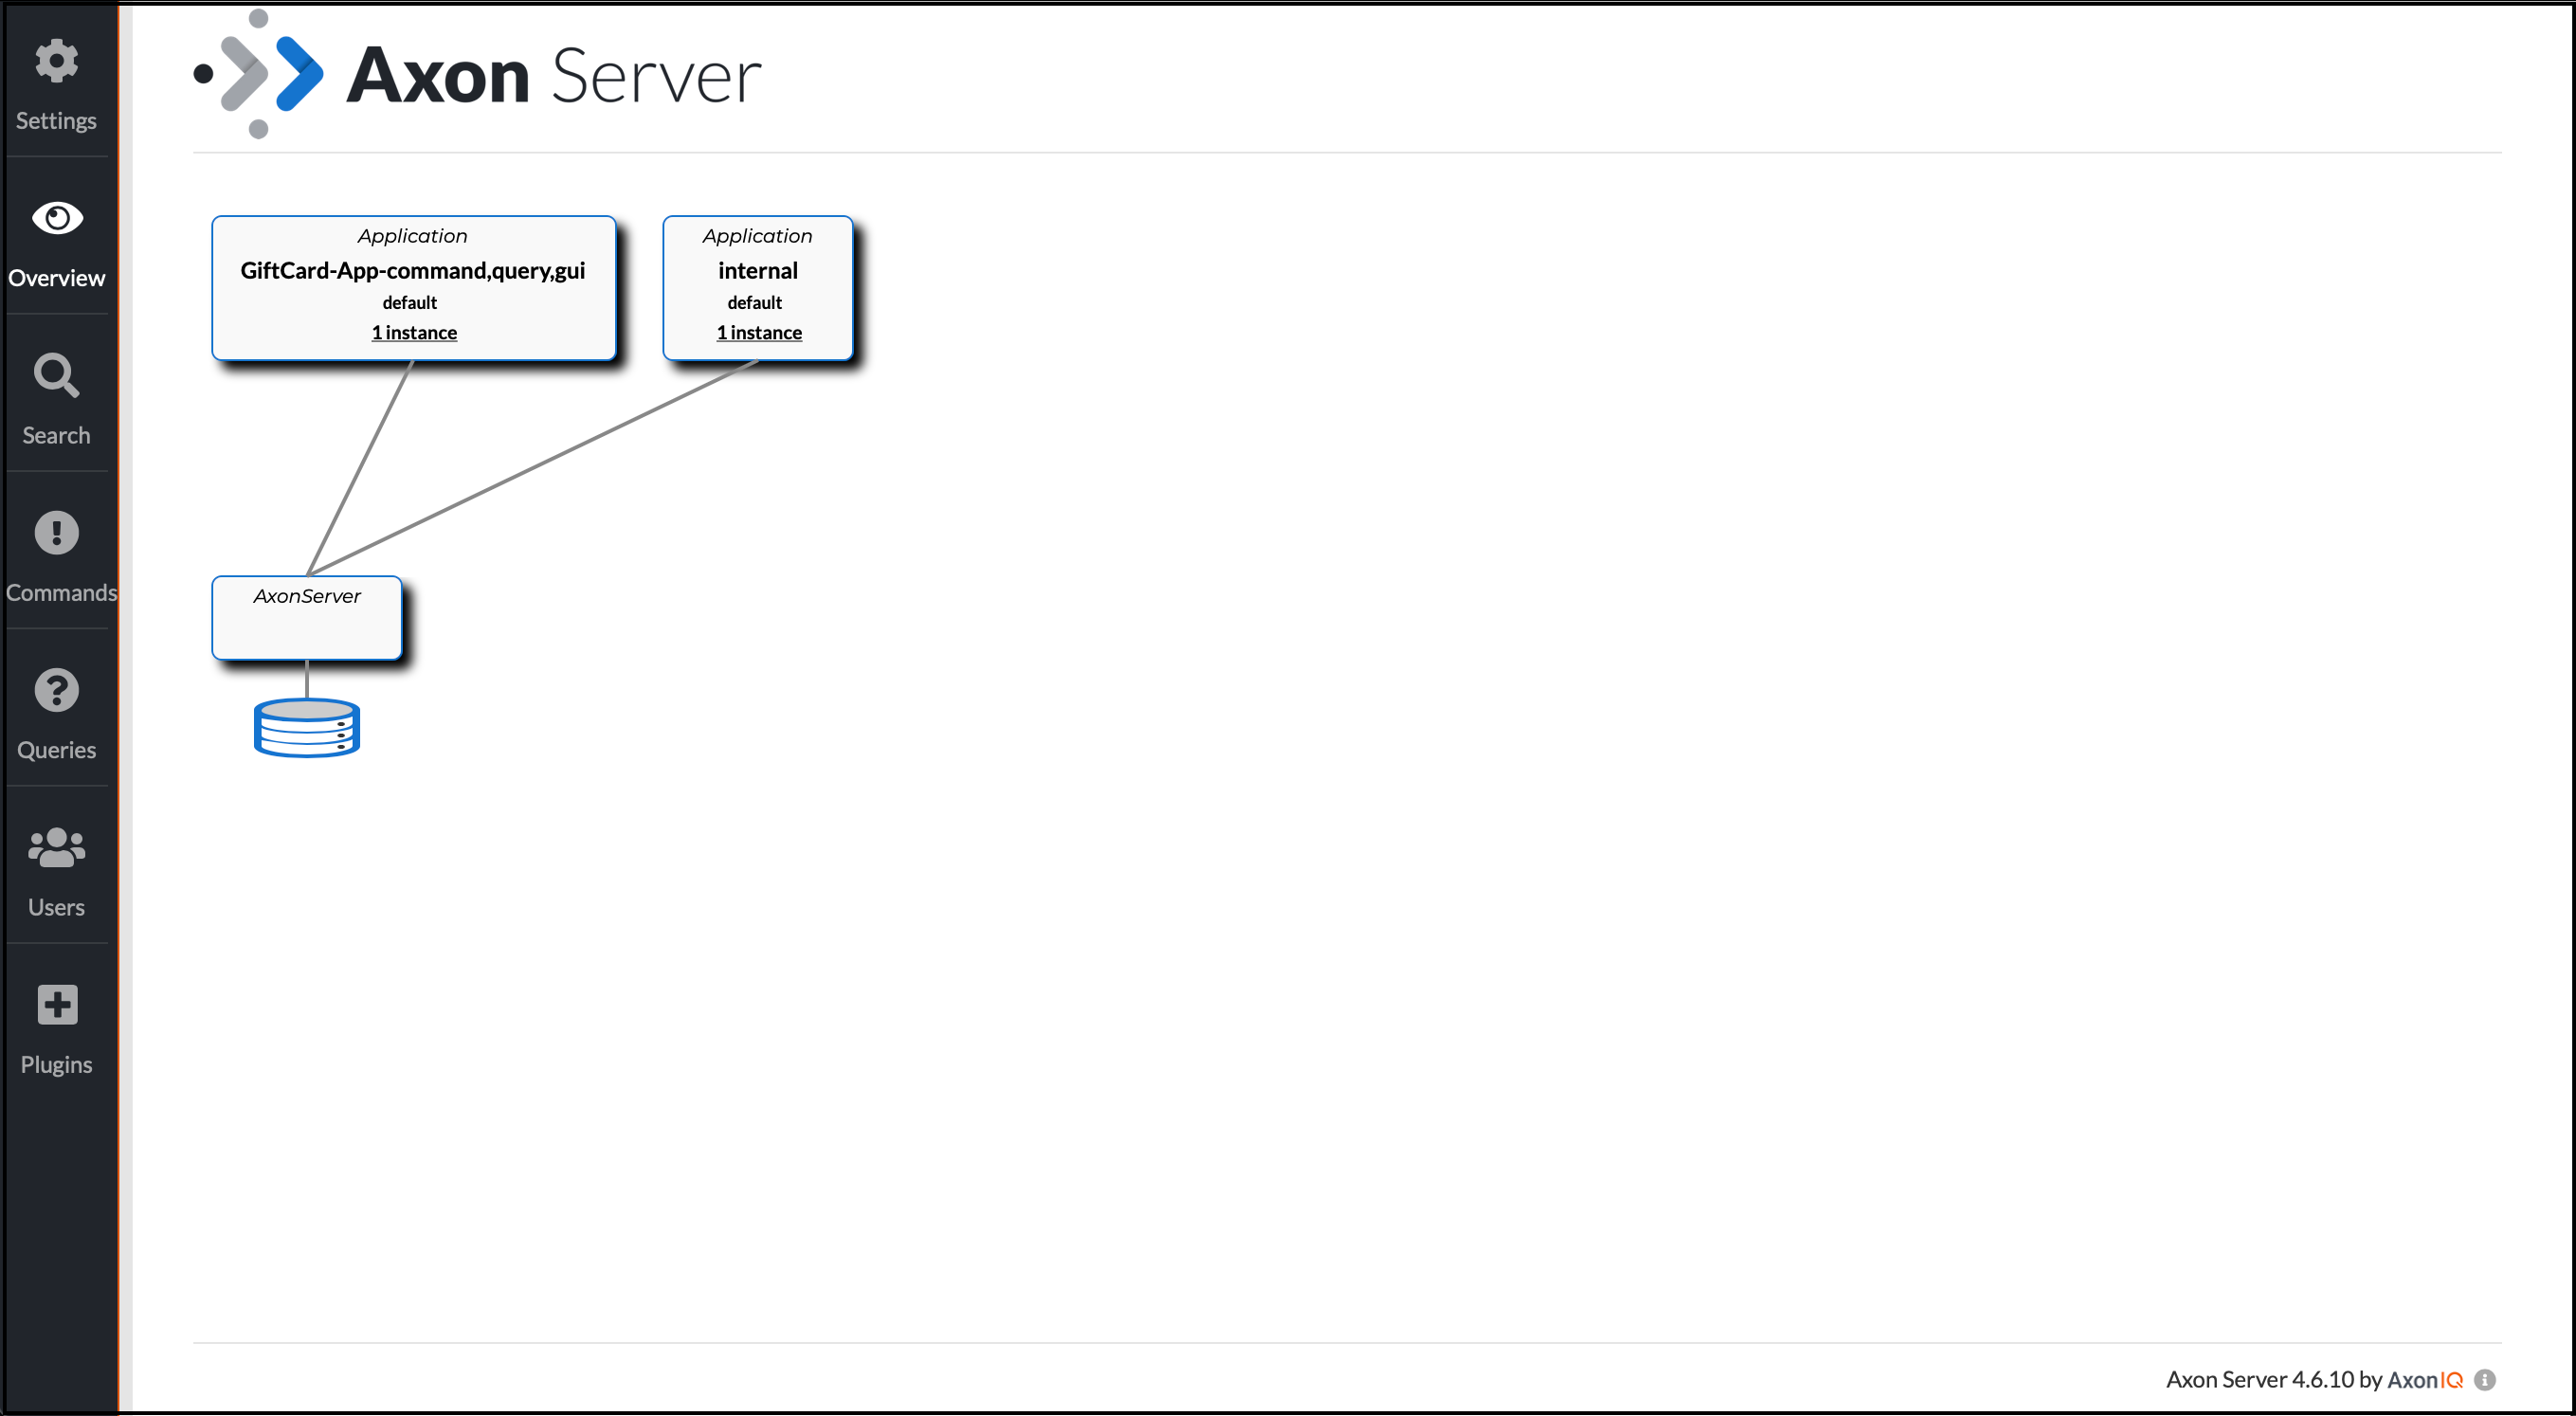 Settings
Overview
Search
Commands
Queries
Users
Plugins
Axon Server
Application
GiftCard-App-command,query,gui
default
1 instance
Application
internal
default
1 instance
AxonServer
Axon Server 4.6.10 by AxonIQ